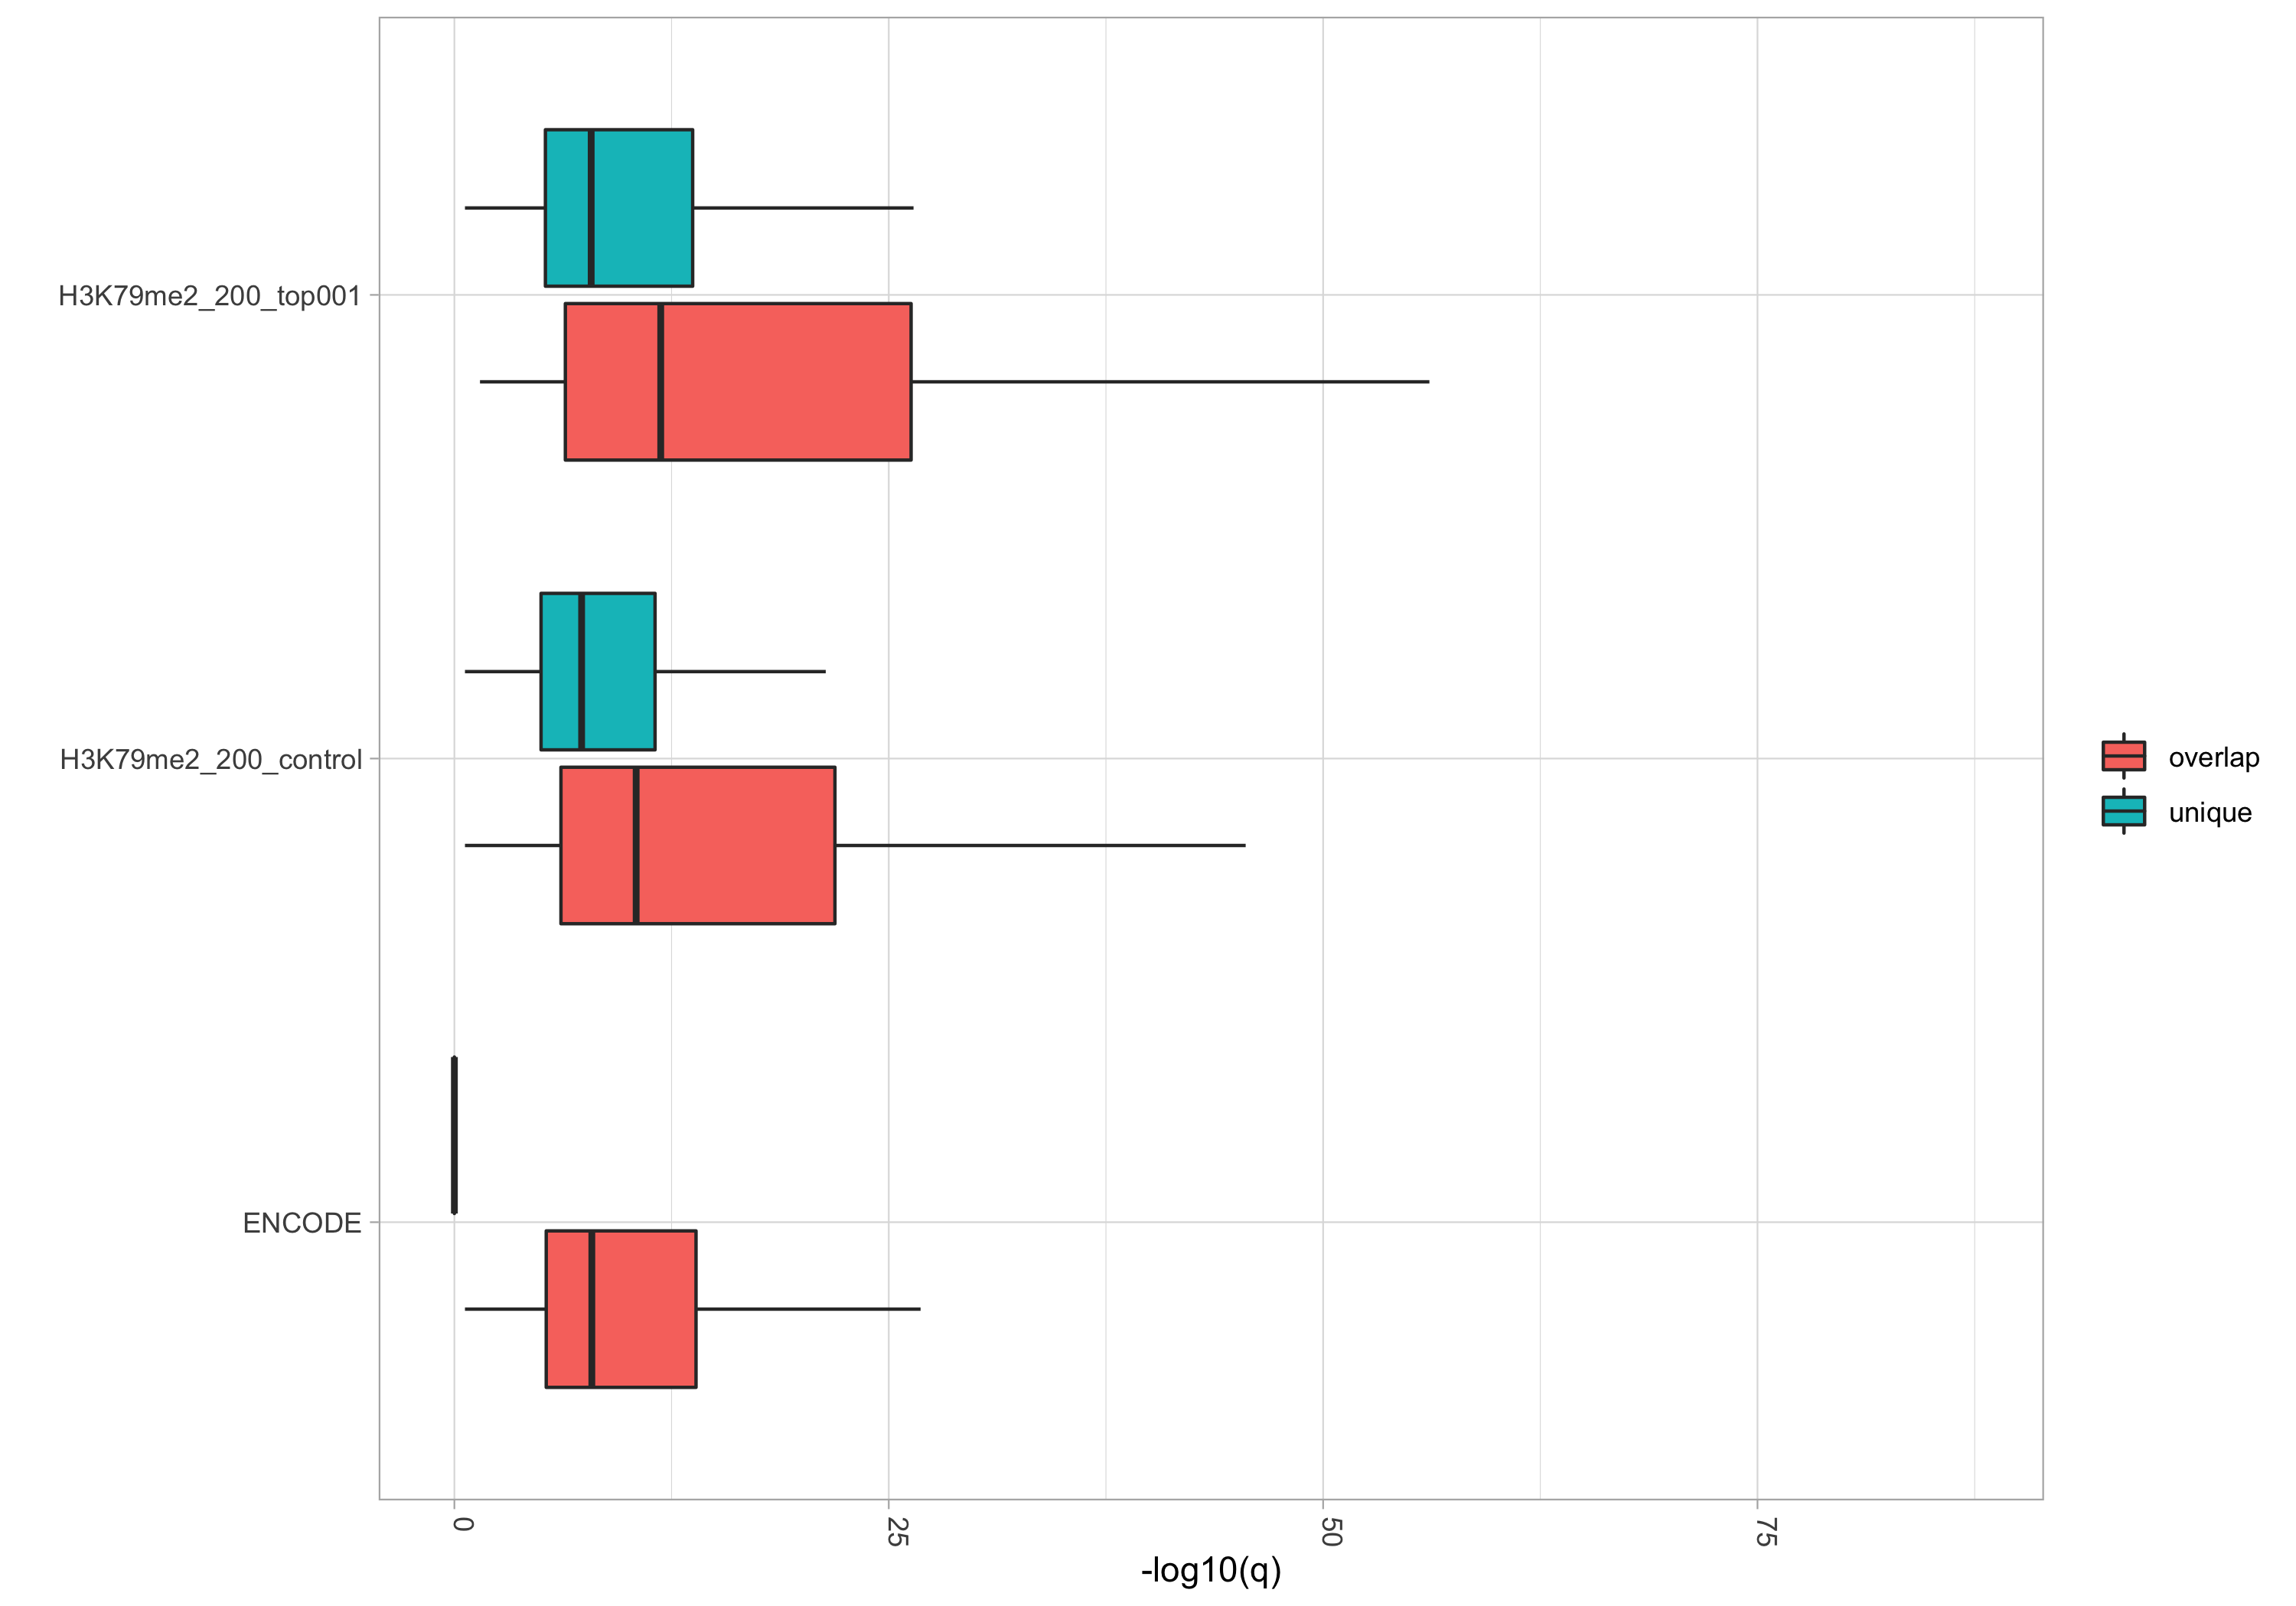 H3K79me2_200_top001
H3K79me2_200_control
ENCODE
0
25
50
75
-log10(q)
overlap
unique